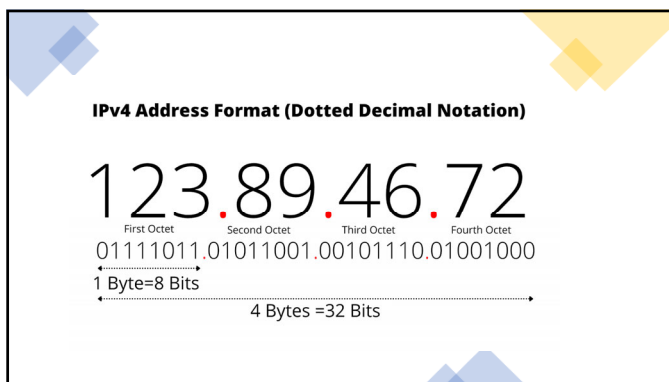 IPv4 Address Format (Dotted Decimal Notation)
123.89.46.72
First Octet Second Octet Third Octet Fourth Octet
01111011.01011001.00101110.01001000
1 Byte=8 Bits
4 Bytes =32 Bits